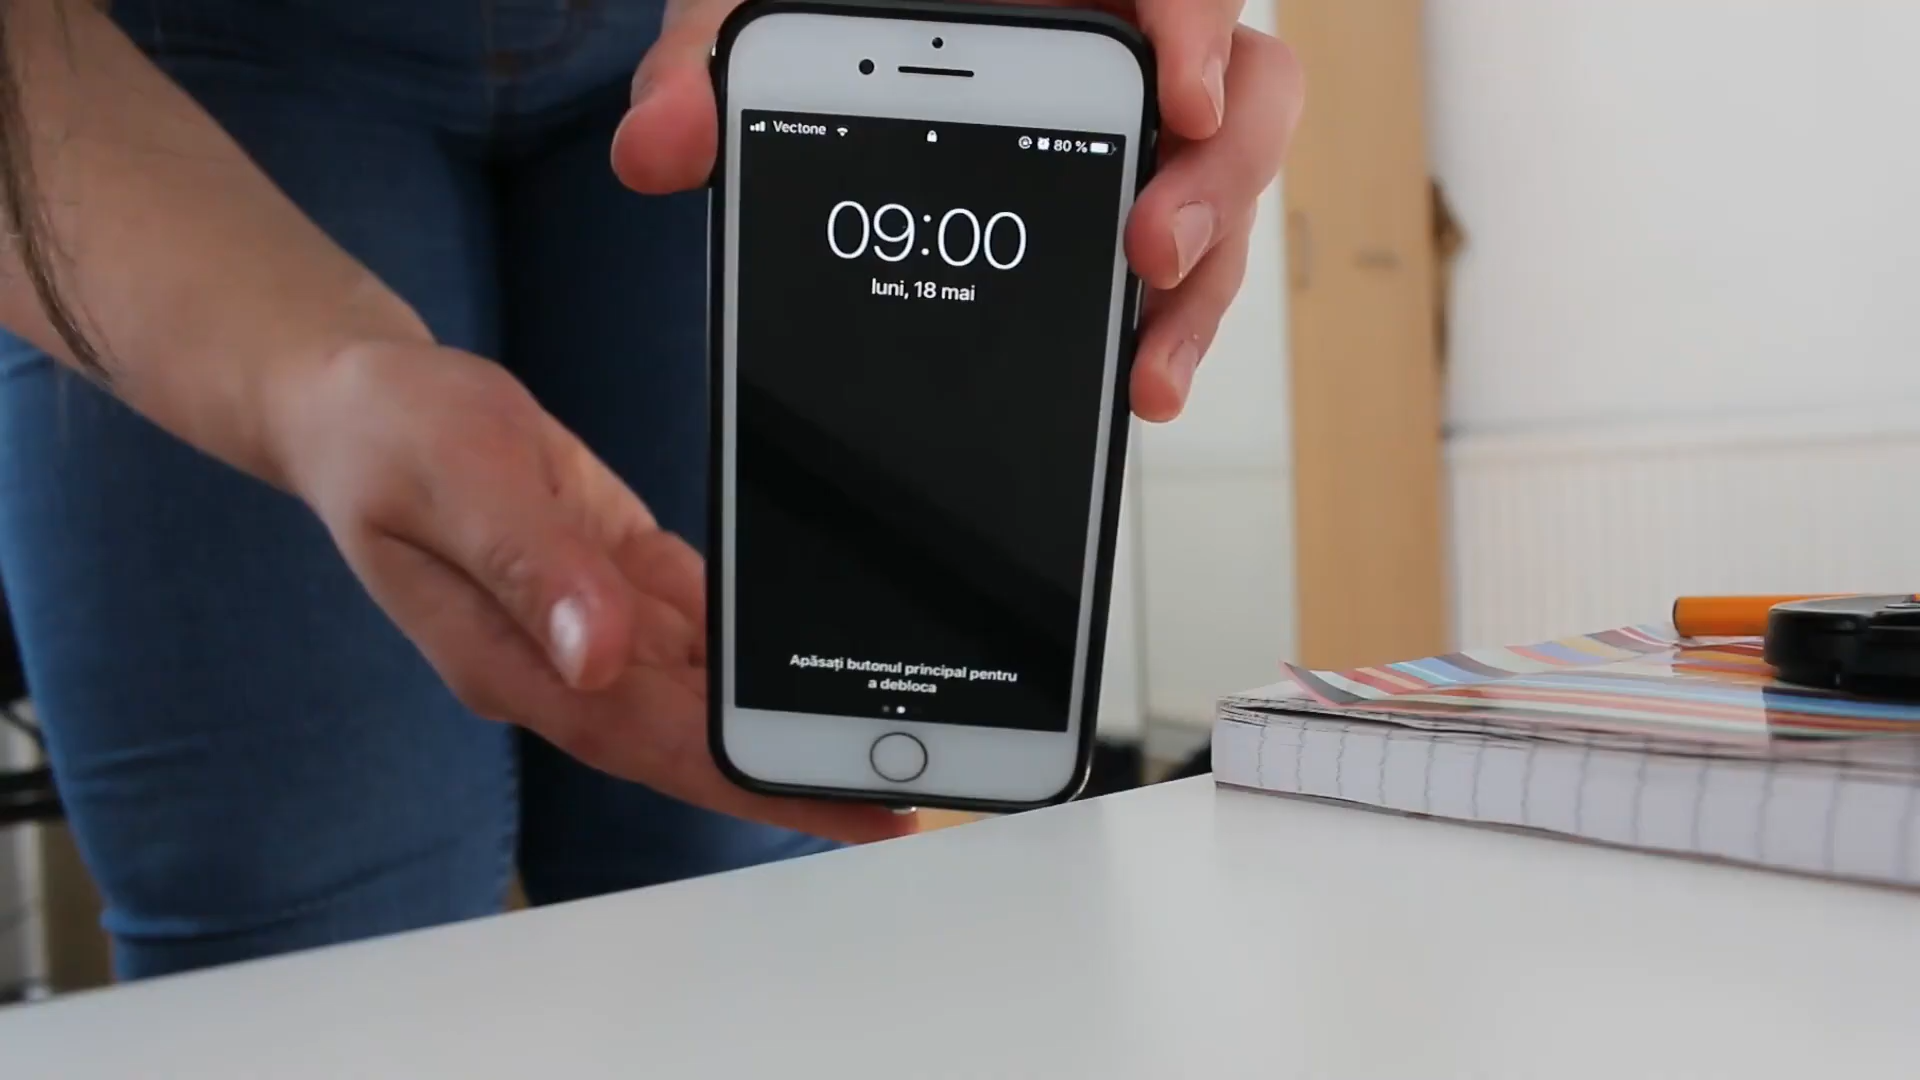 Vectone 80 %
09:00
luni, 18 mai
Apăsați butonul principal pentru
a debloca